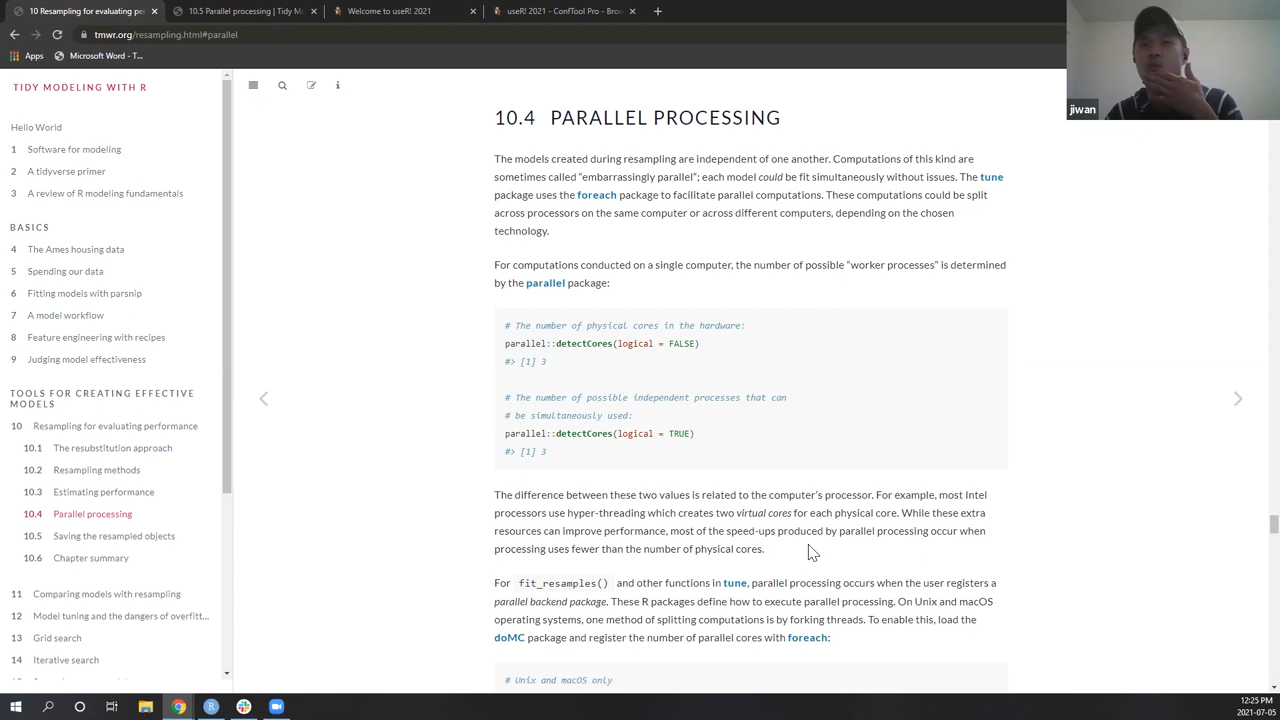 10 Resampling for evaluating per
10.5 Parallel processing | Tidy M
Welcome to useR! 2021
useR! 2021 - ConfTool Pro - Brow
tmwr.org/resampling.html#parallel
Apps
Microsoft Word - T...
jiwan
TIDY MODELING WITH R
Hello World
1 Software for modeling
2 A tidyverse primer
3 A review of R modeling fundamentals
BASICS
4 The Ames housing data
5 Spending our data
6 Fitting models with parsnip
7 A model workflow
8 Feature engineering with recipes
9 Judging model effectiveness
TOOLS FOR CREATING EFFECTIVE
MODELS
10 Resampling for evaluating performance
10.1 The resubstitution approach
10.2 Resampling methods
10.3 Estimating performance
10.4 Parallel processing
10.5 Saving the resampled objects
10.6 Chapter summary
11 Comparing models with resampling
12 Model tuning and the dangers of overfitt...
13 Grid search
14 Iterative search
10.4 PARALLEL PROCESSING
The models created during resampling are independent of one another. Computations of this kind are
sometimes called “embarrassingly parallel”; each model could be fit simultaneously without issues. The tune
package uses the foreach package to facilitate parallel computations. These computations could be split
across processors on the same computer or across different computers, depending on the chosen
technology.
For computations conducted on a single computer, the number of possible “worker processes” is determined
by the parallel package:
# The number of physical cores in the hardware:
parallel::detectCores(logical = FALSE)
#> [1] 3
# The number of possible independent processes that can
# be simultaneously used:
parallel::detectCores(logical = TRUE)
#> [1] 3
The difference between these two values is related to the computer’s processor. For example, most Intel
processors use hyper-threading which creates two virtual cores for each physical core. While these extra
resources can improve performance, most of the speed-ups produced by parallel processing occur when
processing uses fewer than the number of physical cores.
For fit_resamples() and other functions in tune, parallel processing occurs when the user registers a
parallel backend package. These R packages define how to execute parallel processing. On Unix and macOS
operating systems, one method of splitting computations is by forking threads. To enable this, load the
doMC package and register the number of parallel cores with foreach:
# Unix and macOS only
12:25 PM
2021-07-05